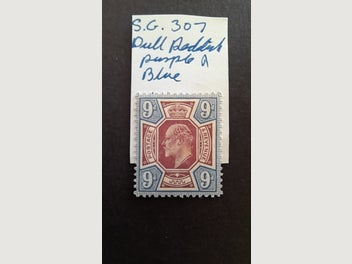 S.G. 307
Dull Reddish
purple &
Blue
9D 9D
POSTAGE & REVENUE
9D 9D